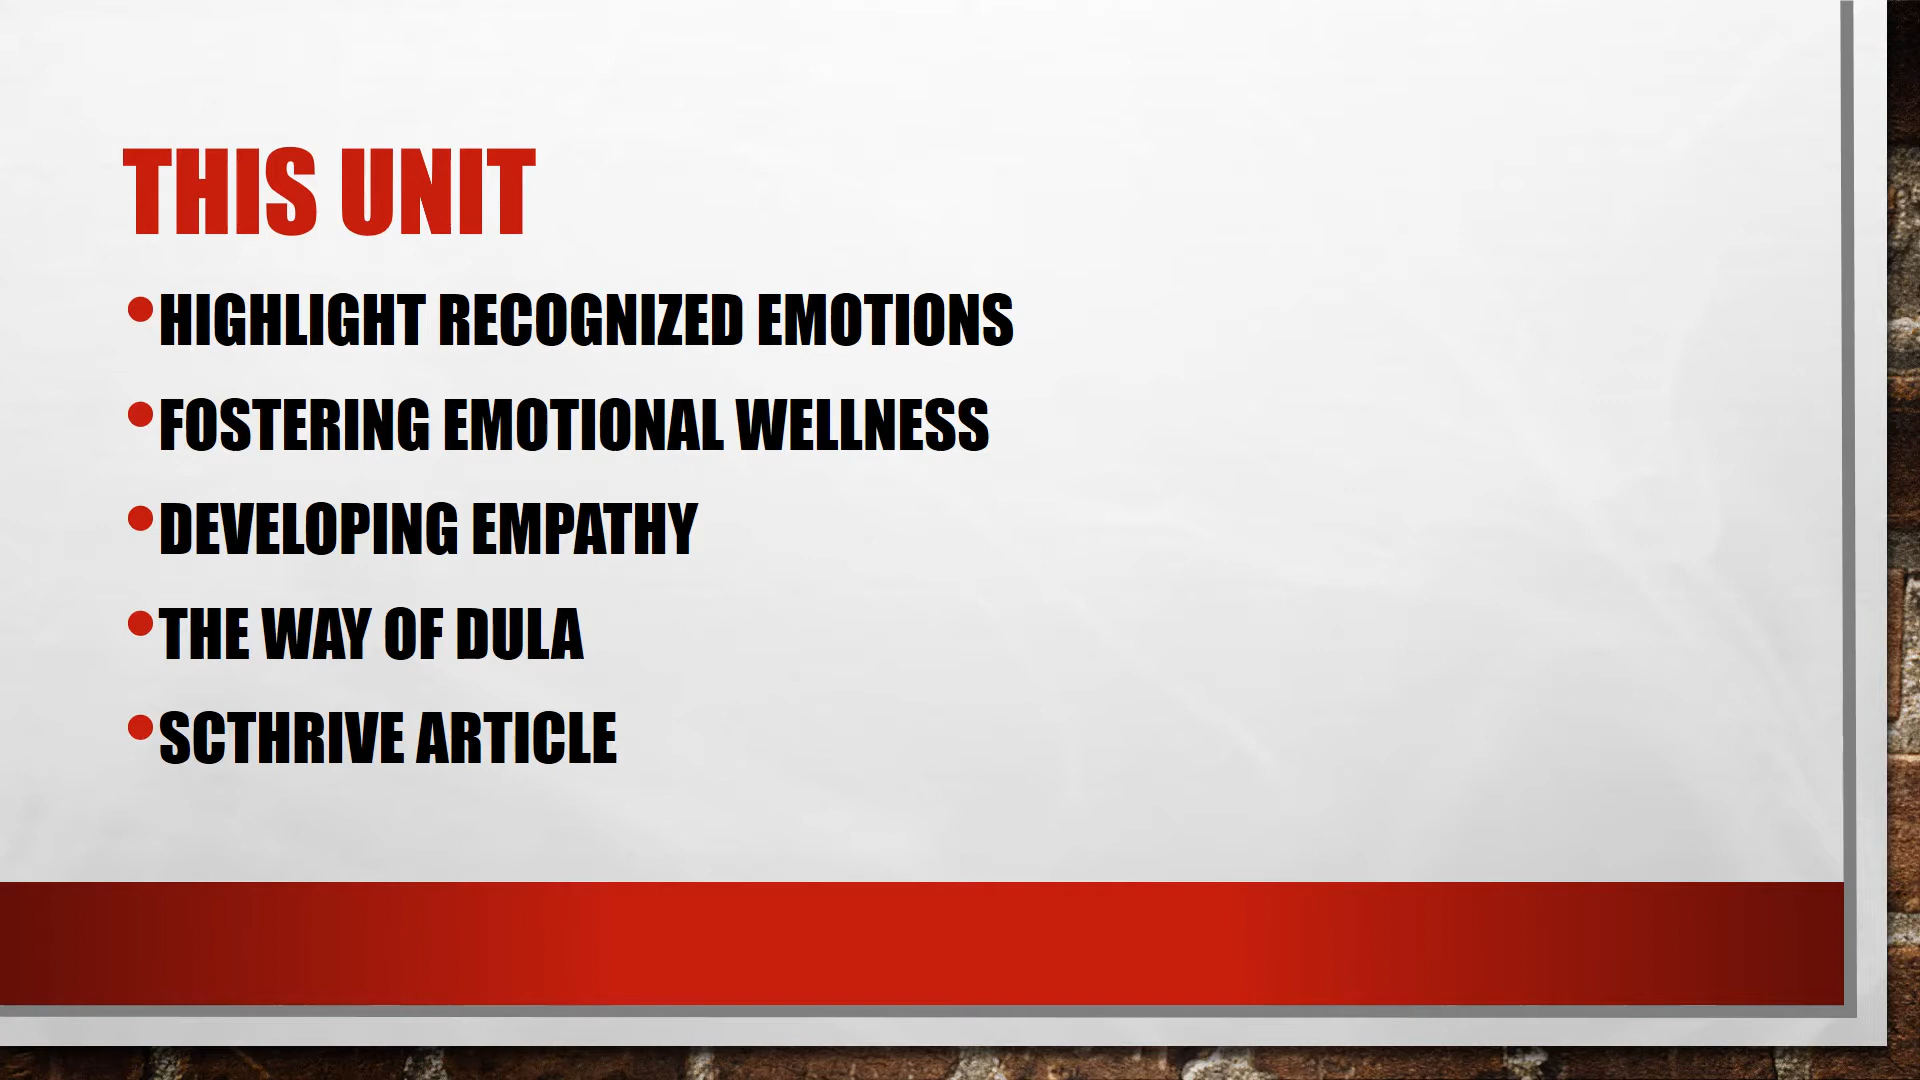 THIS UNIT
•HIGHLIGHT RECOGNIZED EMOTIONS
•FOSTERING EMOTIONAL WELLNESS
•DEVELOPING EMPATHY
•THE WAY OF DULA
•SCTHRIVE ARTICLE